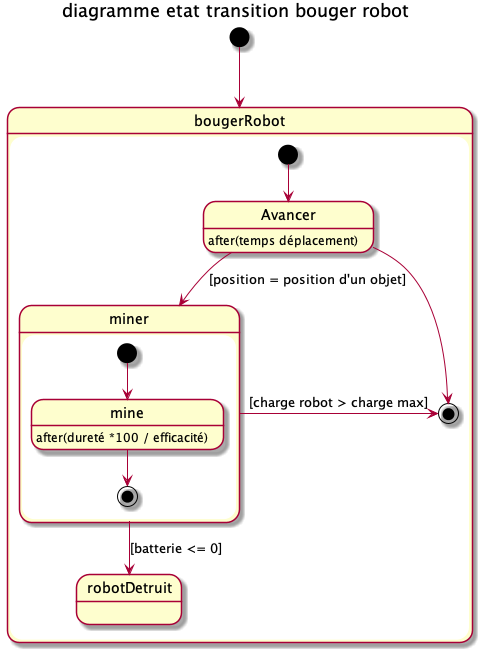 diagramme etat transition bouger robot
bougerRobot
Avancer
after(temps déplacement)
[position = position d'un objet]
miner
mine
after(dureté *100 / efficacité)
[charge robot > charge max]
[batterie <= 0]
robotDetruit